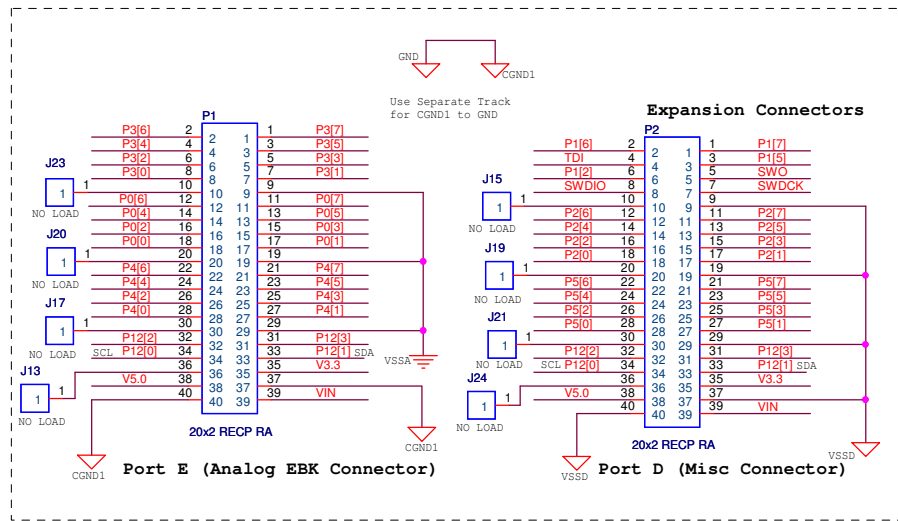 GND
CGND1
Use Separate Track
for CGND1 to GND
Expansion Connectors
P1
P3[6] 2 2 1 1 P3[7]
P3[4] 4 4 3 3 P3[5]
P3[2] 6 6 5 5 P3[3]
P3[0] 8 8 7 7 P3[1]
J23
1 1 10 10 9 9
NO LOAD
P0[6] 12 12 11 11 P0[7]
P0[4] 14 14 13 13 P0[5]
P0[2] 16 16 15 15 P0[3]
P0[0] 18 18 17 17 P0[1]
J20
1 1 20 20 19 19
NO LOAD
P4[6] 22 22 21 21 P4[7]
P4[4] 24 24 23 23 P4[5]
P4[2] 26 26 25 25 P4[3]
P4[0] 28 28 27 27 P4[1]
J17
1 1 30 30 29 29
NO LOAD
P12[2] 32 32 31 31 P12[3]
SCL P12[0] 34 34 33 33 P12[1] SDA
VSSA
J13
1 1 36 36 35 35 V3.3
NO LOAD
V5.0 38 38 37 37
40 40 39 39 VIN
20x2 RECP RA
CGND1
CGND1
Port E (Analog EBK Connector)
P2
P1[6] 2 2 1 1 P1[7]
TDI 4 4 3 3 P1[5]
P1[2] 6 6 5 5 SWO
SWDIO 8 8 7 7 SWDCK
J15
1 1 10 10 9 9
NO LOAD
P2[6] 12 12 11 11 P2[7]
P2[4] 14 14 13 13 P2[5]
P2[2] 16 16 15 15 P2[3]
P2[0] 18 18 17 17 P2[1]
J19
1 1 20 20 19 19
NO LOAD
P5[6] 22 22 21 21 P5[7]
P5[4] 24 24 23 23 P5[5]
P5[2] 26 26 25 25 P5[3]
P5[0] 28 28 27 27 P5[1]
J21
1 1 30 30 29 29
NO LOAD
P12[2] 32 32 31 31 P12[3]
SCL P12[0] 34 34 33 33 P12[1] SDA
J24
1 1 36 36 35 35 V3.3
NO LOAD
V5.0 38 38 37 37
40 40 39 39 VIN
20x2 RECP RA
VSSD
VSSD
Port D (Misc Connector)